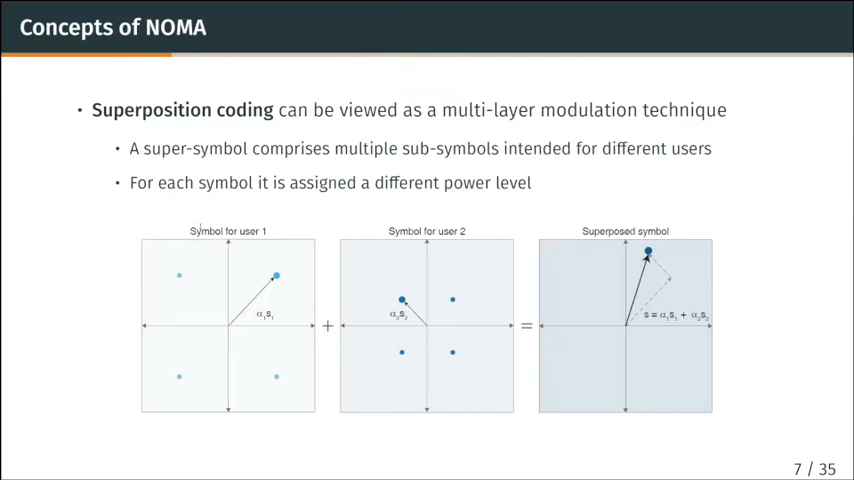 Concepts of NOMA
• Superposition coding can be viewed as a multi-layer modulation technique
• A super-symbol comprises multiple sub-symbols intended for different users
• For each symbol it is assigned a different power level
Symbol for user 1 Symbol for user 2 Superposed symbol
α₁s₁ α₂s₂ s = α₁s₁ + α₂s₂
+ =
7 / 35